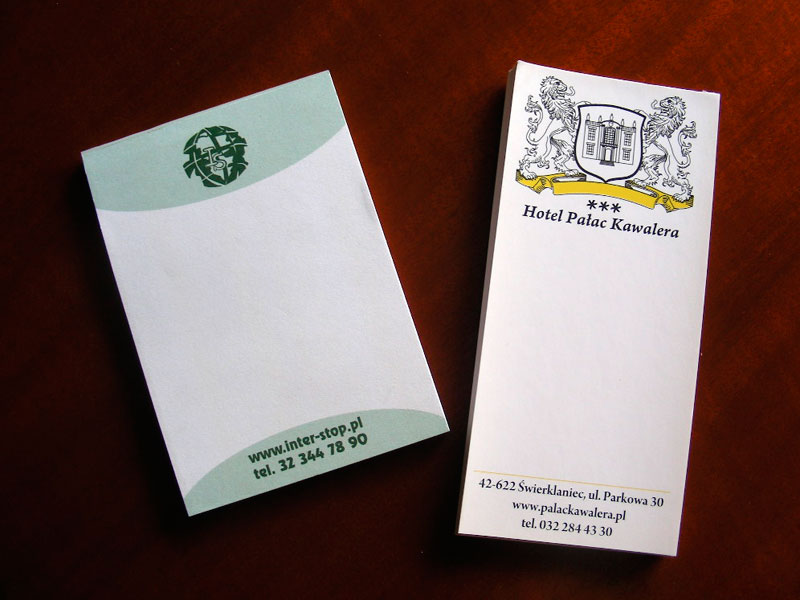 www.inter-stop.pl
tel. 32 344 78 90
***
Hotel Pałac Kawalera
42-622 Świerklaniec, ul. Parkowa 30
www.palackawalera.pl
tel. 032 284 43 30